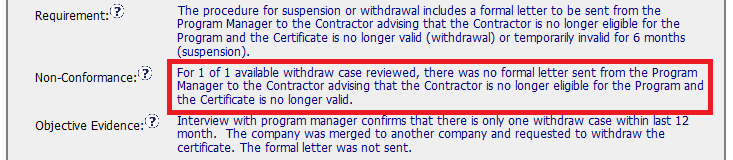 Requirement: ? The procedure for suspension or withdrawal includes a formal letter to be sent from the
Program Manager to the Contractor advising that the Contractor is no longer eligible for the
Program and the Certificate is no longer valid (withdrawal) or temporarily invalid for 6 months
(suspension).
Non-Conformance: ? For 1 of 1 available withdraw case reviewed, there was no formal letter sent from the Program
Manager to the Contractor advising that the Contractor is no longer eligible for the Program and
the Certificate is no longer valid.
Objective Evidence: ? Interview with program manager confirms that there is only one withdraw case within last 12
month. The company was merged to another company and requested to withdraw the
certificate. The formal letter was not sent.